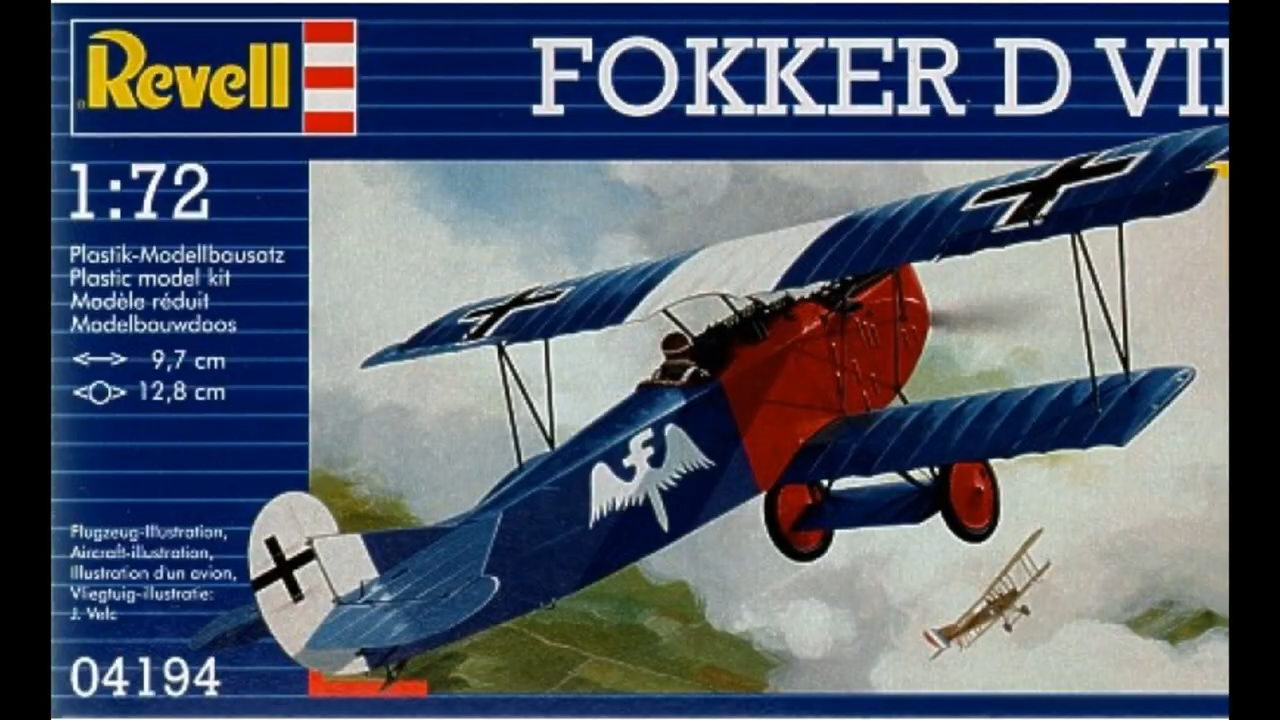 Revell
FOKKER D VII
1:72
Plastik-Modellbausatz
Plastic model kit
Modèle réduit
Modelbouwdoos
9,7 cm
12,8 cm
Flugzeug-Illustration,
Aircraft-illustration,
Illustration d'un avion,
Vliegtuig-illustratie:
J. Velc
04194